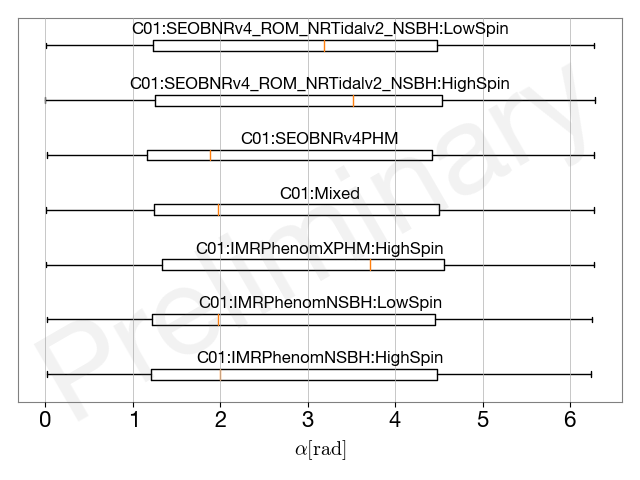 C01:SEOBNRv4_ROM_NRTidalv2_NSBH:LowSpin
C01:SEOBNRv4_ROM_NRTidalv2_NSBH:HighSpin
C01:SEOBNRv4PHM
C01:Mixed
C01:IMRPhenomXPHM:HighSpin
C01:IMRPhenomNSBH:LowSpin
C01:IMRPhenomNSBH:HighSpin
Preliminary
0 1 2 3 4 5 6
α[rad]